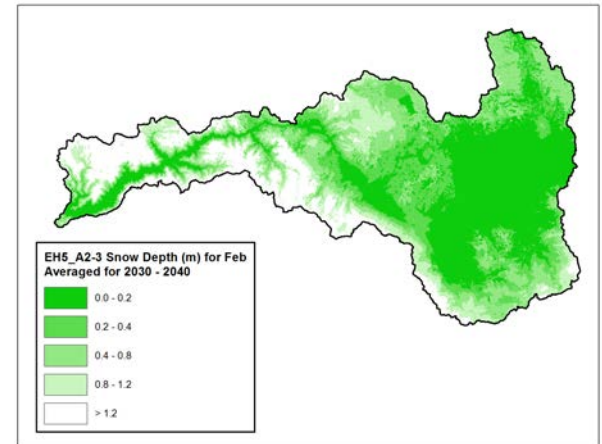 EH5_A2-3 Snow Depth (m) for Feb
Averaged for 2030 - 2040
0.0 - 0.2
0.2 - 0.4
0.4 - 0.8
0.8 - 1.2
> 1.2